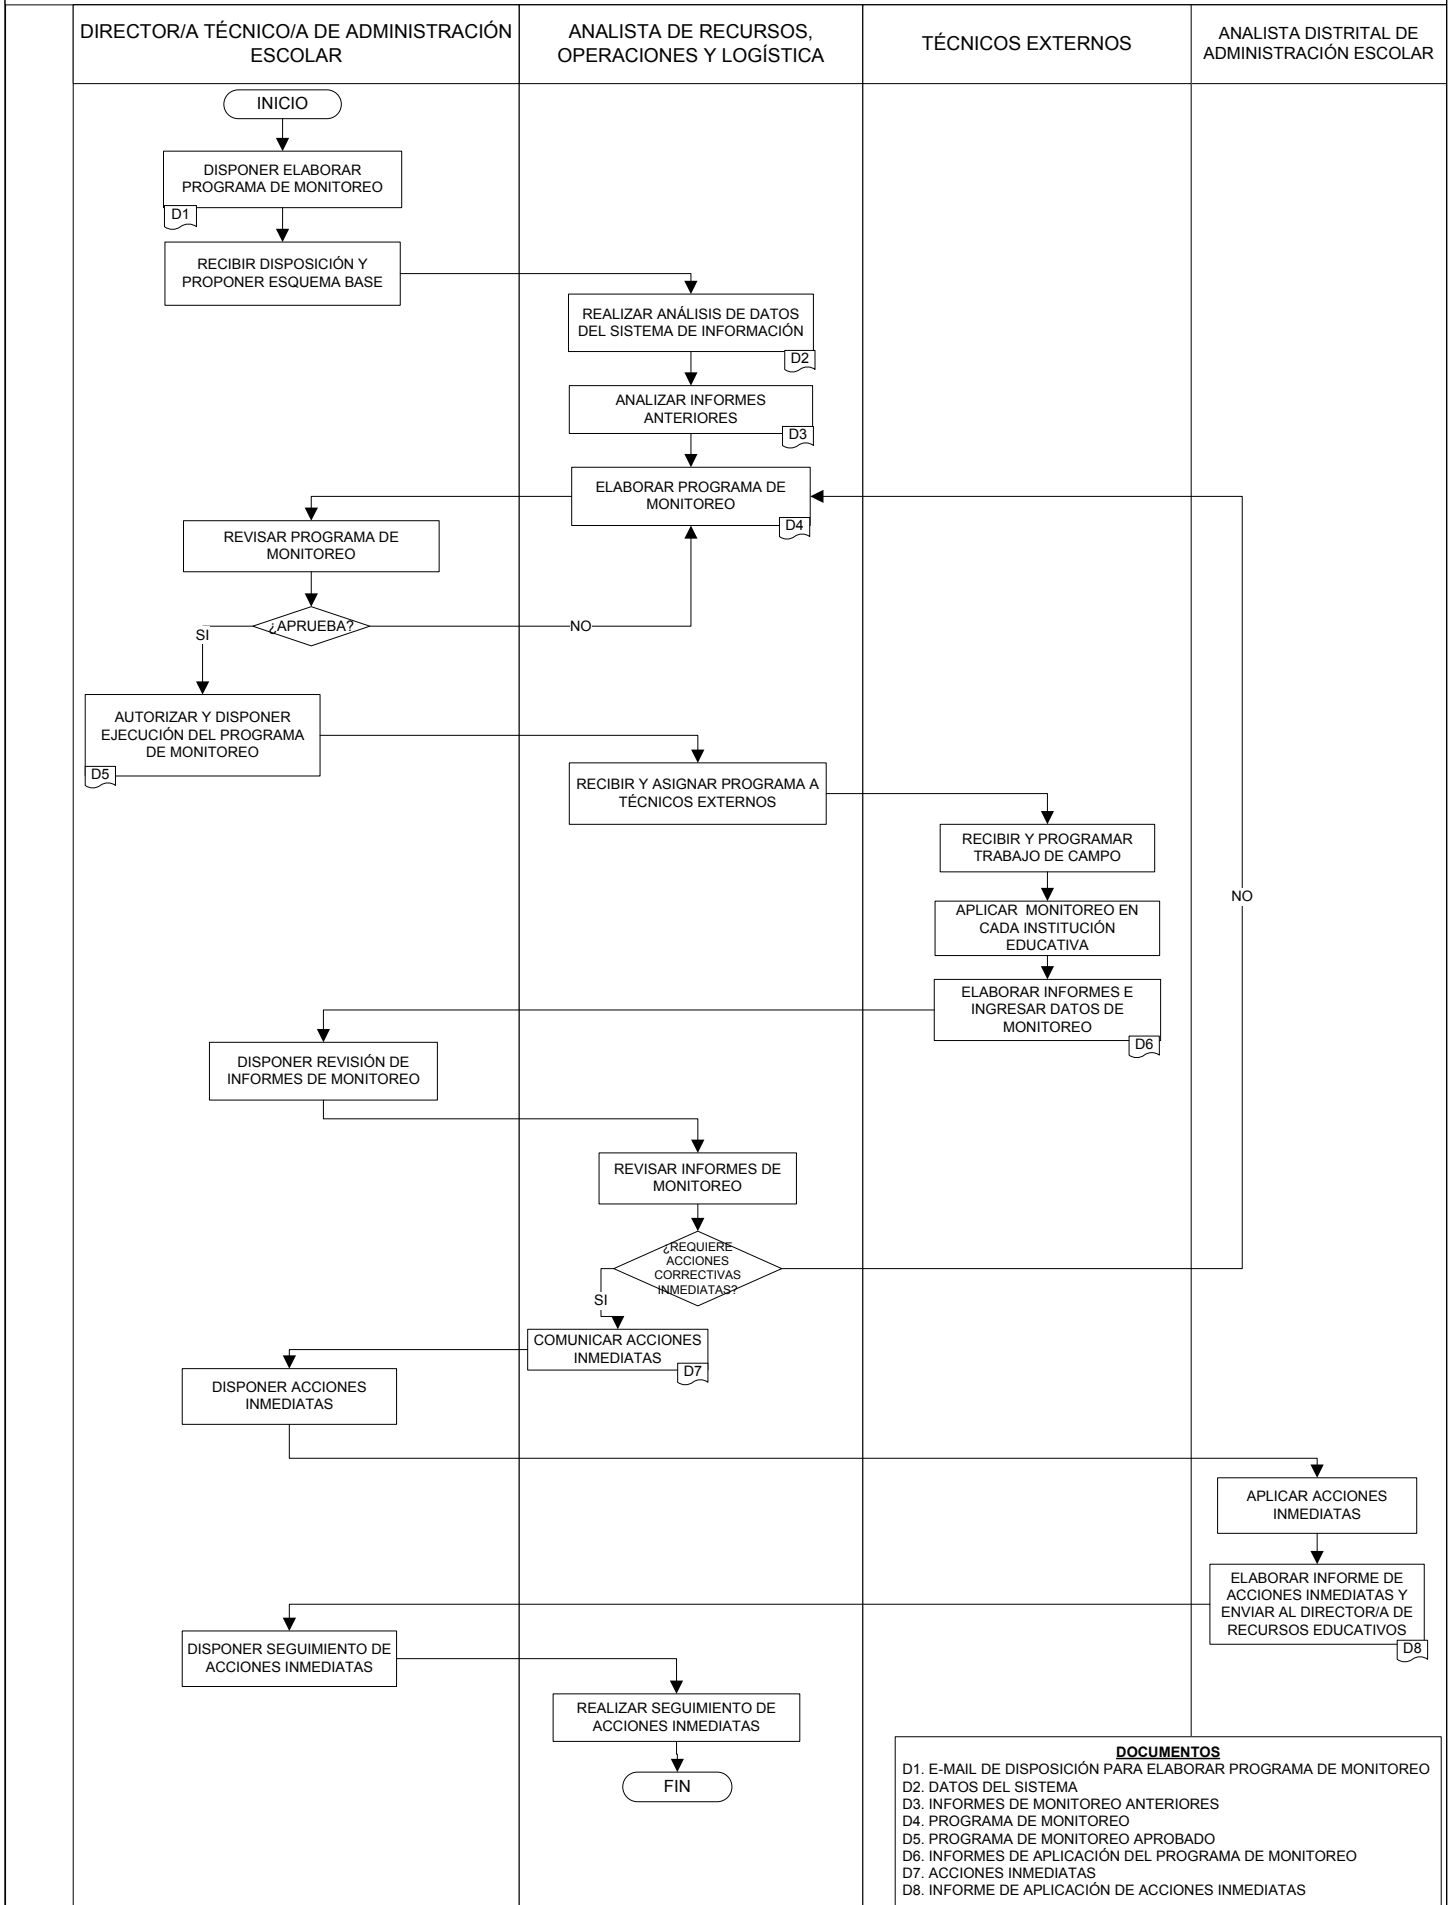 DIRECTOR/A TÉCNICO/A DE ADMINISTRACIÓN
ESCOLAR
ANALISTA DE RECURSOS,
OPERACIONES Y LOGÍSTICA
TÉCNICOS EXTERNOS
ANALISTA DISTRITAL DE
ADMINISTRACIÓN ESCOLAR
INICIO
DISPONER ELABORAR
PROGRAMA DE MONITOREO
D1
RECIBIR DISPOSICIÓN Y
PROPONER ESQUEMA BASE
REALIZAR ANÁLISIS DE DATOS
DEL SISTEMA DE INFORMACIÓN
D2
ANALIZAR INFORMES
ANTERIORES
D3
ELABORAR PROGRAMA DE
MONITOREO
D4
REVISAR PROGRAMA DE
MONITOREO
¿APRUEBA?
SI
NO
AUTORIZAR Y DISPONER
EJECUCIÓN DEL PROGRAMA
DE MONITOREO
D5
RECIBIR Y ASIGNAR PROGRAMA A
TÉCNICOS EXTERNOS
RECIBIR Y PROGRAMAR
TRABAJO DE CAMPO
NO
APLICAR  MONITOREO EN
CADA INSTITUCIÓN
EDUCATIVA
ELABORAR INFORMES E
INGRESAR DATOS DE
MONITOREO
D6
DISPONER REVISIÓN DE
INFORMES DE MONITOREO
REVISAR INFORMES DE
MONITOREO
¿REQUIERE
ACCIONES
CORRECTIVAS
INMEDIATAS?
SI
COMUNICAR ACCIONES
INMEDIATAS
D7
DISPONER ACCIONES
INMEDIATAS
APLICAR ACCIONES
INMEDIATAS
ELABORAR INFORME DE
ACCIONES INMEDIATAS Y
ENVIAR AL DIRECTOR/A DE
RECURSOS EDUCATIVOS
D8
DISPONER SEGUIMIENTO DE
ACCIONES INMEDIATAS
REALIZAR SEGUIMIENTO DE
ACCIONES INMEDIATAS
FIN
DOCUMENTOS
D1. E-MAIL DE DISPOSICIÓN PARA ELABORAR PROGRAMA DE MONITOREO
D2. DATOS DEL SISTEMA
D3. INFORMES DE MONITOREO ANTERIORES
D4. PROGRAMA DE MONITOREO
D5. PROGRAMA DE MONITOREO APROBADO
D6. INFORMES DE APLICACIÓN DEL PROGRAMA DE MONITOREO
D7. ACCIONES INMEDIATAS
D8. INFORME DE APLICACIÓN DE ACCIONES INMEDIATAS